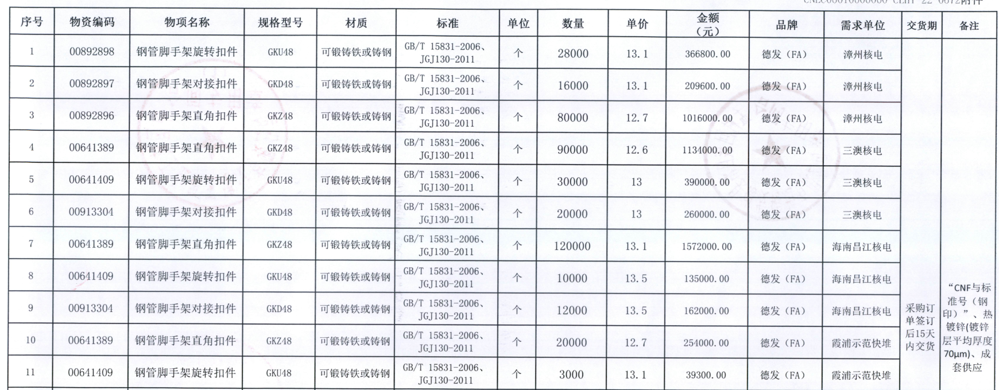 附件
序号 物资编码 物项名称 规格型号 材质 标准 单位 数量 单价 金额（元） 品牌 需求单位 交货期 备注
1 00892898 钢管脚手架旋转扣件 GKU48 可锻铸铁或铸钢 GB/T 15831-2006、JGJ130-2011 个 28000 13.1 366800.00 德发（FA） 漳州核电
2 00892897 钢管脚手架对接扣件 GKD48 可锻铸铁或铸钢 GB/T 15831-2006、JGJ130-2011 个 16000 13.1 209600.00 德发（FA） 漳州核电
3 00892896 钢管脚手架直角扣件 GKZ48 可锻铸铁或铸钢 GB/T 15831-2006、JGJ130-2011 个 80000 12.7 1016000.00 德发（FA） 漳州核电
4 00641389 钢管脚手架直角扣件 GKZ48 可锻铸铁或铸钢 GB/T 15831-2006、JGJ130-2011 个 90000 12.6 1134000.00 德发（FA） 三澳核电
5 00641409 钢管脚手架旋转扣件 GKU48 可锻铸铁或铸钢 GB/T 15831-2006、JGJ130-2011 个 30000 13 390000.00 德发（FA） 三澳核电
6 00913304 钢管脚手架对接扣件 GKD48 可锻铸铁或铸钢 GB/T 15831-2006、JGJ130-2011 个 20000 13 260000.00 德发（FA） 三澳核电
7 00641389 钢管脚手架直角扣件 GKZ48 可锻铸铁或铸钢 GB/T 15831-2006、JGJ130-2011 个 120000 13.1 1572000.00 德发（FA） 海南昌江核电
8 00641409 钢管脚手架旋转扣件 GKU48 可锻铸铁或铸钢 GB/T 15831-2006、JGJ130-2011 个 10000 13.5 135000.00 德发（FA） 海南昌江核电
9 00913304 钢管脚手架对接扣件 GKD48 可锻铸铁或铸钢 GB/T 15831-2006、JGJ130-2011 个 12000 13.5 162000.00 德发（FA） 海南昌江核电
10 00641389 钢管脚手架直角扣件 GKZ48 可锻铸铁或铸钢 GB/T 15831-2006、JGJ130-2011 个 20000 12.7 254000.00 德发（FA） 霞浦示范快堆
11 00641409 钢管脚手架旋转扣件 GKU48 可锻铸铁或铸钢 GB/T 15831-2006、JGJ130-2011 个 3000 13.1 39300.00 德发（FA） 霞浦示范快堆
采购订
单签订
后15天
内交货
“CNF与标
准号（钢
印）”、热
镀锌(镀锌
层平均厚度
70μm)、成
套供应